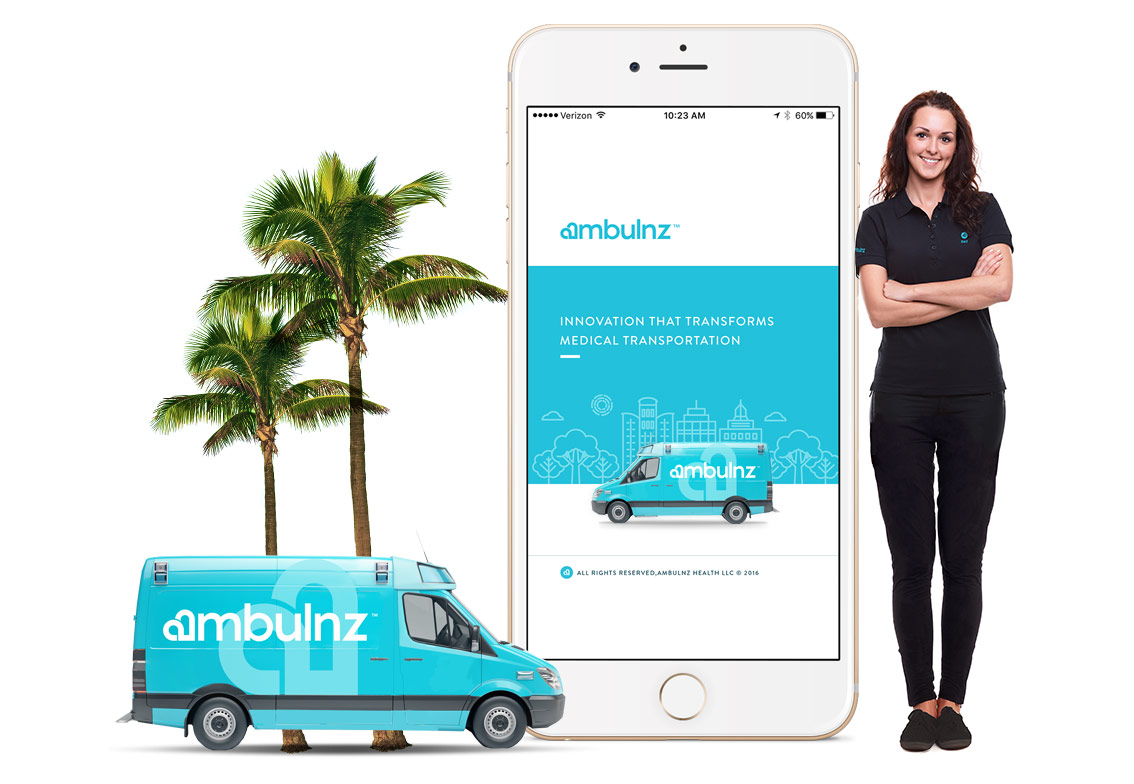 Verizon 10:23 AM 60%
ambulnz™
INNOVATION THAT TRANSFORMS
MEDICAL TRANSPORTATION
ambulnz
ALL RIGHTS RESERVED,AMBULNZ HEALTH LLC © 2016
ambulnz™